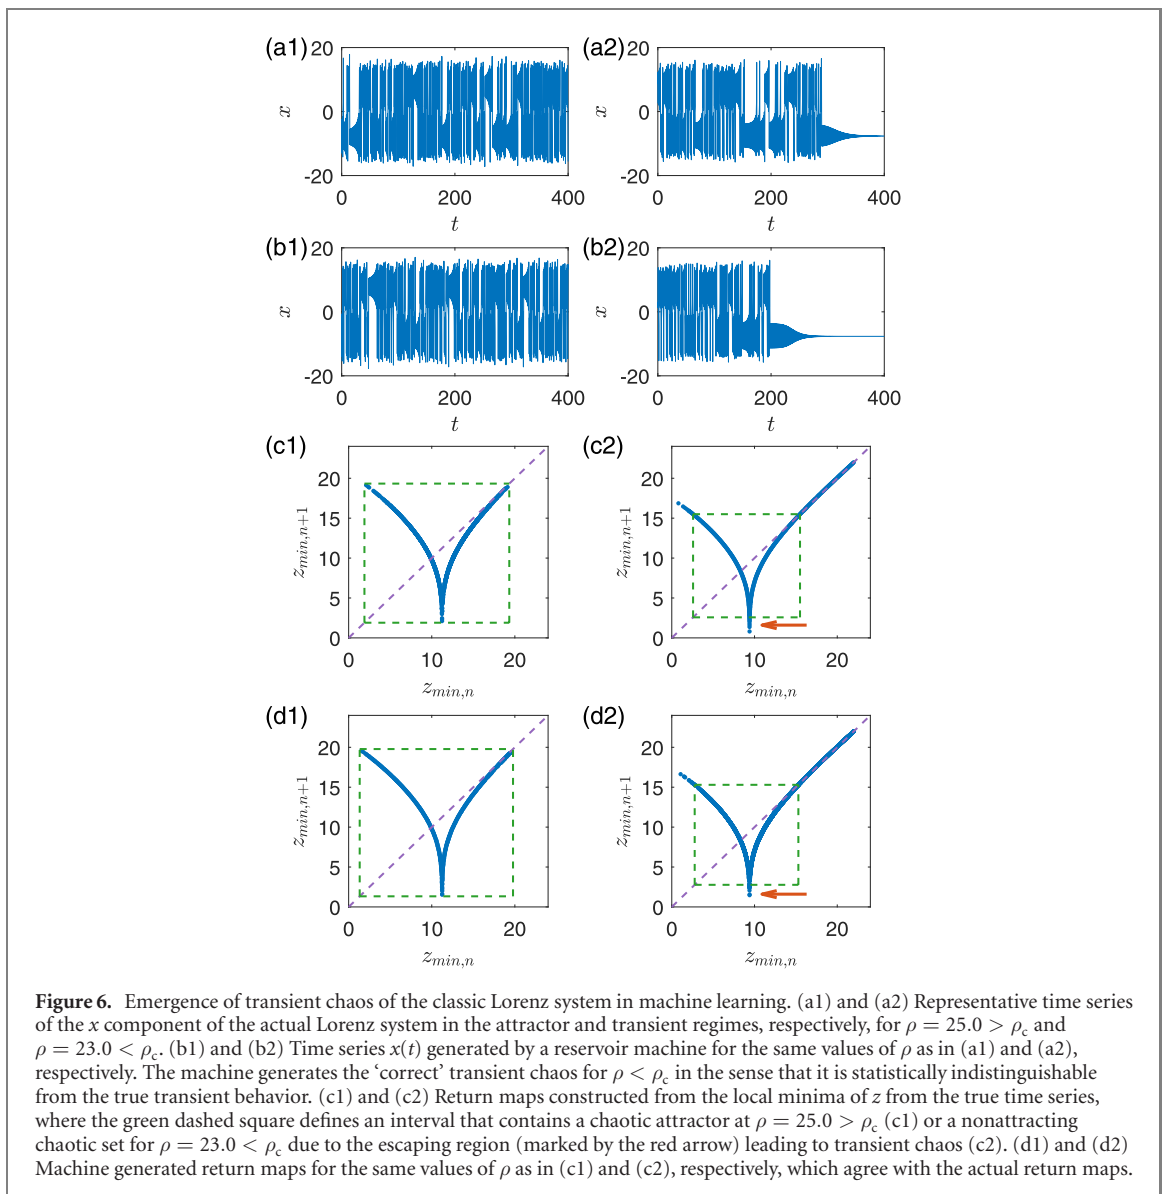 (a1)
20
0
-20
x
0
200
400
t
(a2)
20
0
-20
x
0
200
400
t
(b1)
20
0
-20
x
0
200
400
t
(b2)
20
0
-20
x
0
200
400
t
(c1)
20
15
10
5
0
z_{min,n+1}
0
10
20
z_{min,n}
(c2)
20
15
10
5
0
z_{min,n+1}
0
10
20
z_{min,n}
(d1)
20
15
10
5
0
z_{min,n+1}
0
10
20
z_{min,n}
(d2)
20
15
10
5
0
z_{min,n+1}
0
10
20
z_{min,n}
Figure 6. Emergence of transient chaos of the classic Lorenz system in machine learning. (a1) and (a2) Representative time series
of the x component of the actual Lorenz system in the attractor and transient regimes, respectively, for ρ = 25.0 > ρc and
ρ = 23.0 < ρc. (b1) and (b2) Time series x(t) generated by a reservoir machine for the same values of ρ as in (a1) and (a2),
respectively. The machine generates the ‘correct’ transient chaos for ρ < ρc in the sense that it is statistically indistinguishable
from the true transient behavior. (c1) and (c2) Return maps constructed from the local minima of z from the true time series,
where the green dashed square defines an interval that contains a chaotic attractor at ρ = 25.0 > ρc (c1) or a nonattracting
chaotic set for ρ = 23.0 < ρc due to the escaping region (marked by the red arrow) leading to transient chaos (c2). (d1) and (d2)
Machine generated return maps for the same values of ρ as in (c1) and (c2), respectively, which agree with the actual return maps.